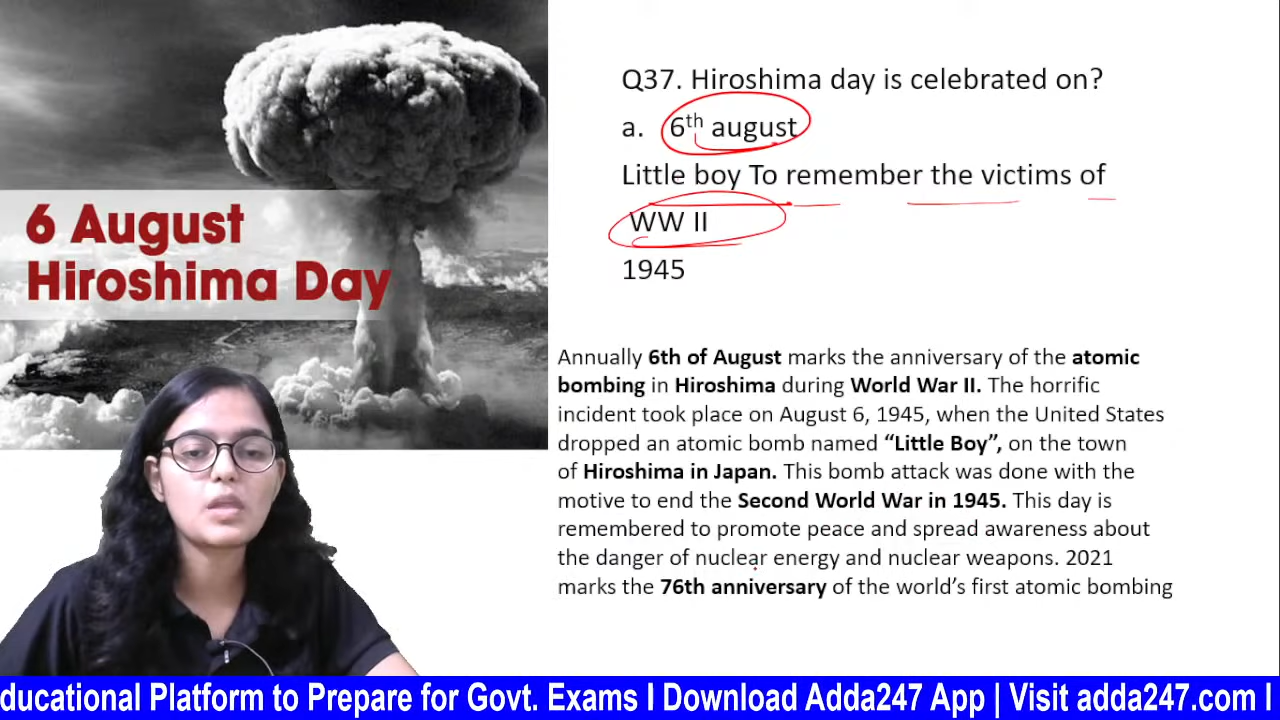 6 August
Hiroshima Day
Q37. Hiroshima day is celebrated on?
a. 6th august
Little boy To remember the victims of
WW II
1945
Annually 6th of August marks the anniversary of the atomic
bombing in Hiroshima during World War II. The horrific
incident took place on August 6, 1945, when the United States
dropped an atomic bomb named “Little Boy”, on the town
of Hiroshima in Japan. This bomb attack was done with the
motive to end the Second World War in 1945. This day is
remembered to promote peace and spread awareness about
the danger of nuclear energy and nuclear weapons. 2021
marks the 76th anniversary of the world’s first atomic bombing
ducational Platform to Prepare for Govt. Exams I Download Adda247 App | Visit adda247.com I